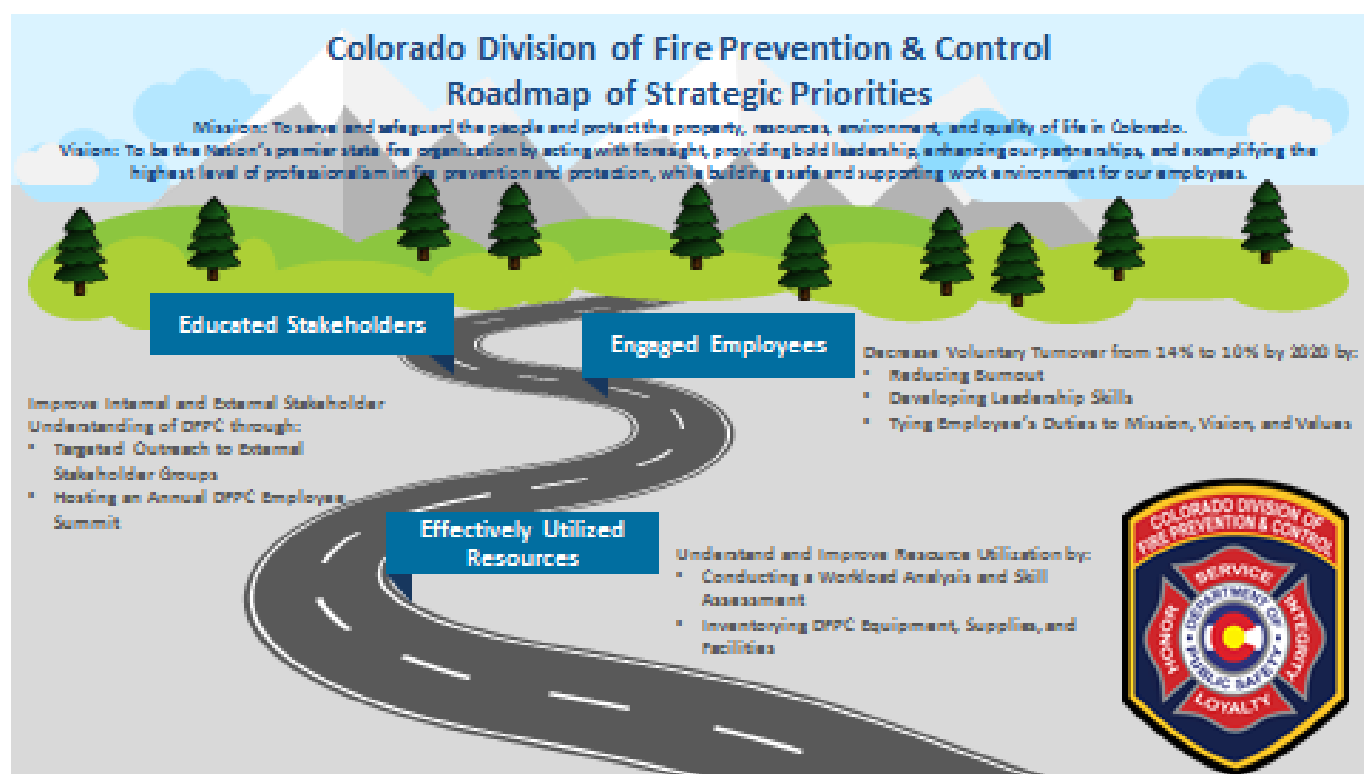 Colorado Division of Fire Prevention & Control
Roadmap of Strategic Priorities
Mission: To serve and safeguard the people and protect the property, resources, environment, and quality of life in Colorado.
Vision: To be the Nation's premier state fire organization by acting with foresight, providing bold leadership, enhancing our partnerships, and exemplifying the
highest level of professionalism in fire prevention and protection, while building a safe and supporting work environment for our employees.
Educated Stakeholders
Engaged Employees
Decrease Voluntary Turnover from 14% to 10% by 2020 by:
• Reducing Burnout
• Developing Leadership Skills
• Tying Employee's Duties to Mission, Vision, and Values
Improve Internal and External Stakeholder
Understanding of DFPC through:
• Targeted Outreach to External
Stakeholder Groups
• Hosting an Annual DFPC Employee
Summit
Effectively Utilized
Resources
Understand and Improve Resource Utilization by:
• Conducting a Workload Analysis and Skill
Assessment
• Inventorying DFPC Equipment, Supplies, and
Facilities
COLORADO DIVISION OF
FIRE PREVENTION & CONTROL
SERVICE
HONOR
INTEGRITY
LOYALTY
DEPARTMENT OF
PUBLIC SAFETY